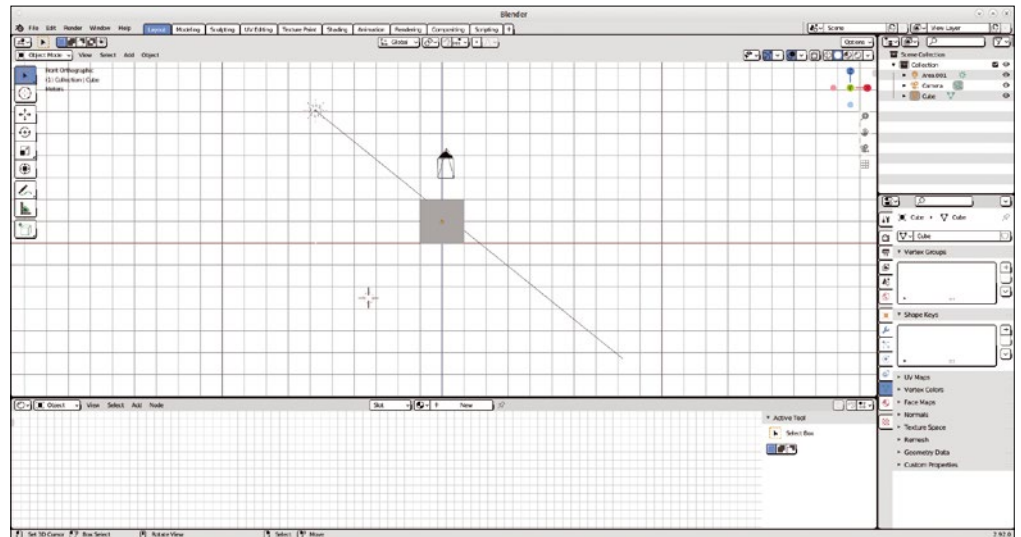 Blender
File Edit Render Window Help Layout Modeling Sculpting UV Editing Texture Paint Shading Animation Rendering Compositing Scripting + Scene View Layer
Global Options
Object Mode View Select Add Object
Front Orthographic
(1) Collection | Cube
Meters
Scene Collection
Collection
Area.001
Camera
Cube
Cube Cube
Cube
Vertex Groups
Shape Keys
UV Maps
Vertex Colors
Face Maps
Normals
Texture Space
Remesh
Geometry Data
Custom Properties
Object View Select Add Node Slot New
Active Tool
Select Box
Set 3D Cursor Box Select Rotate View Select Move 2.92.0